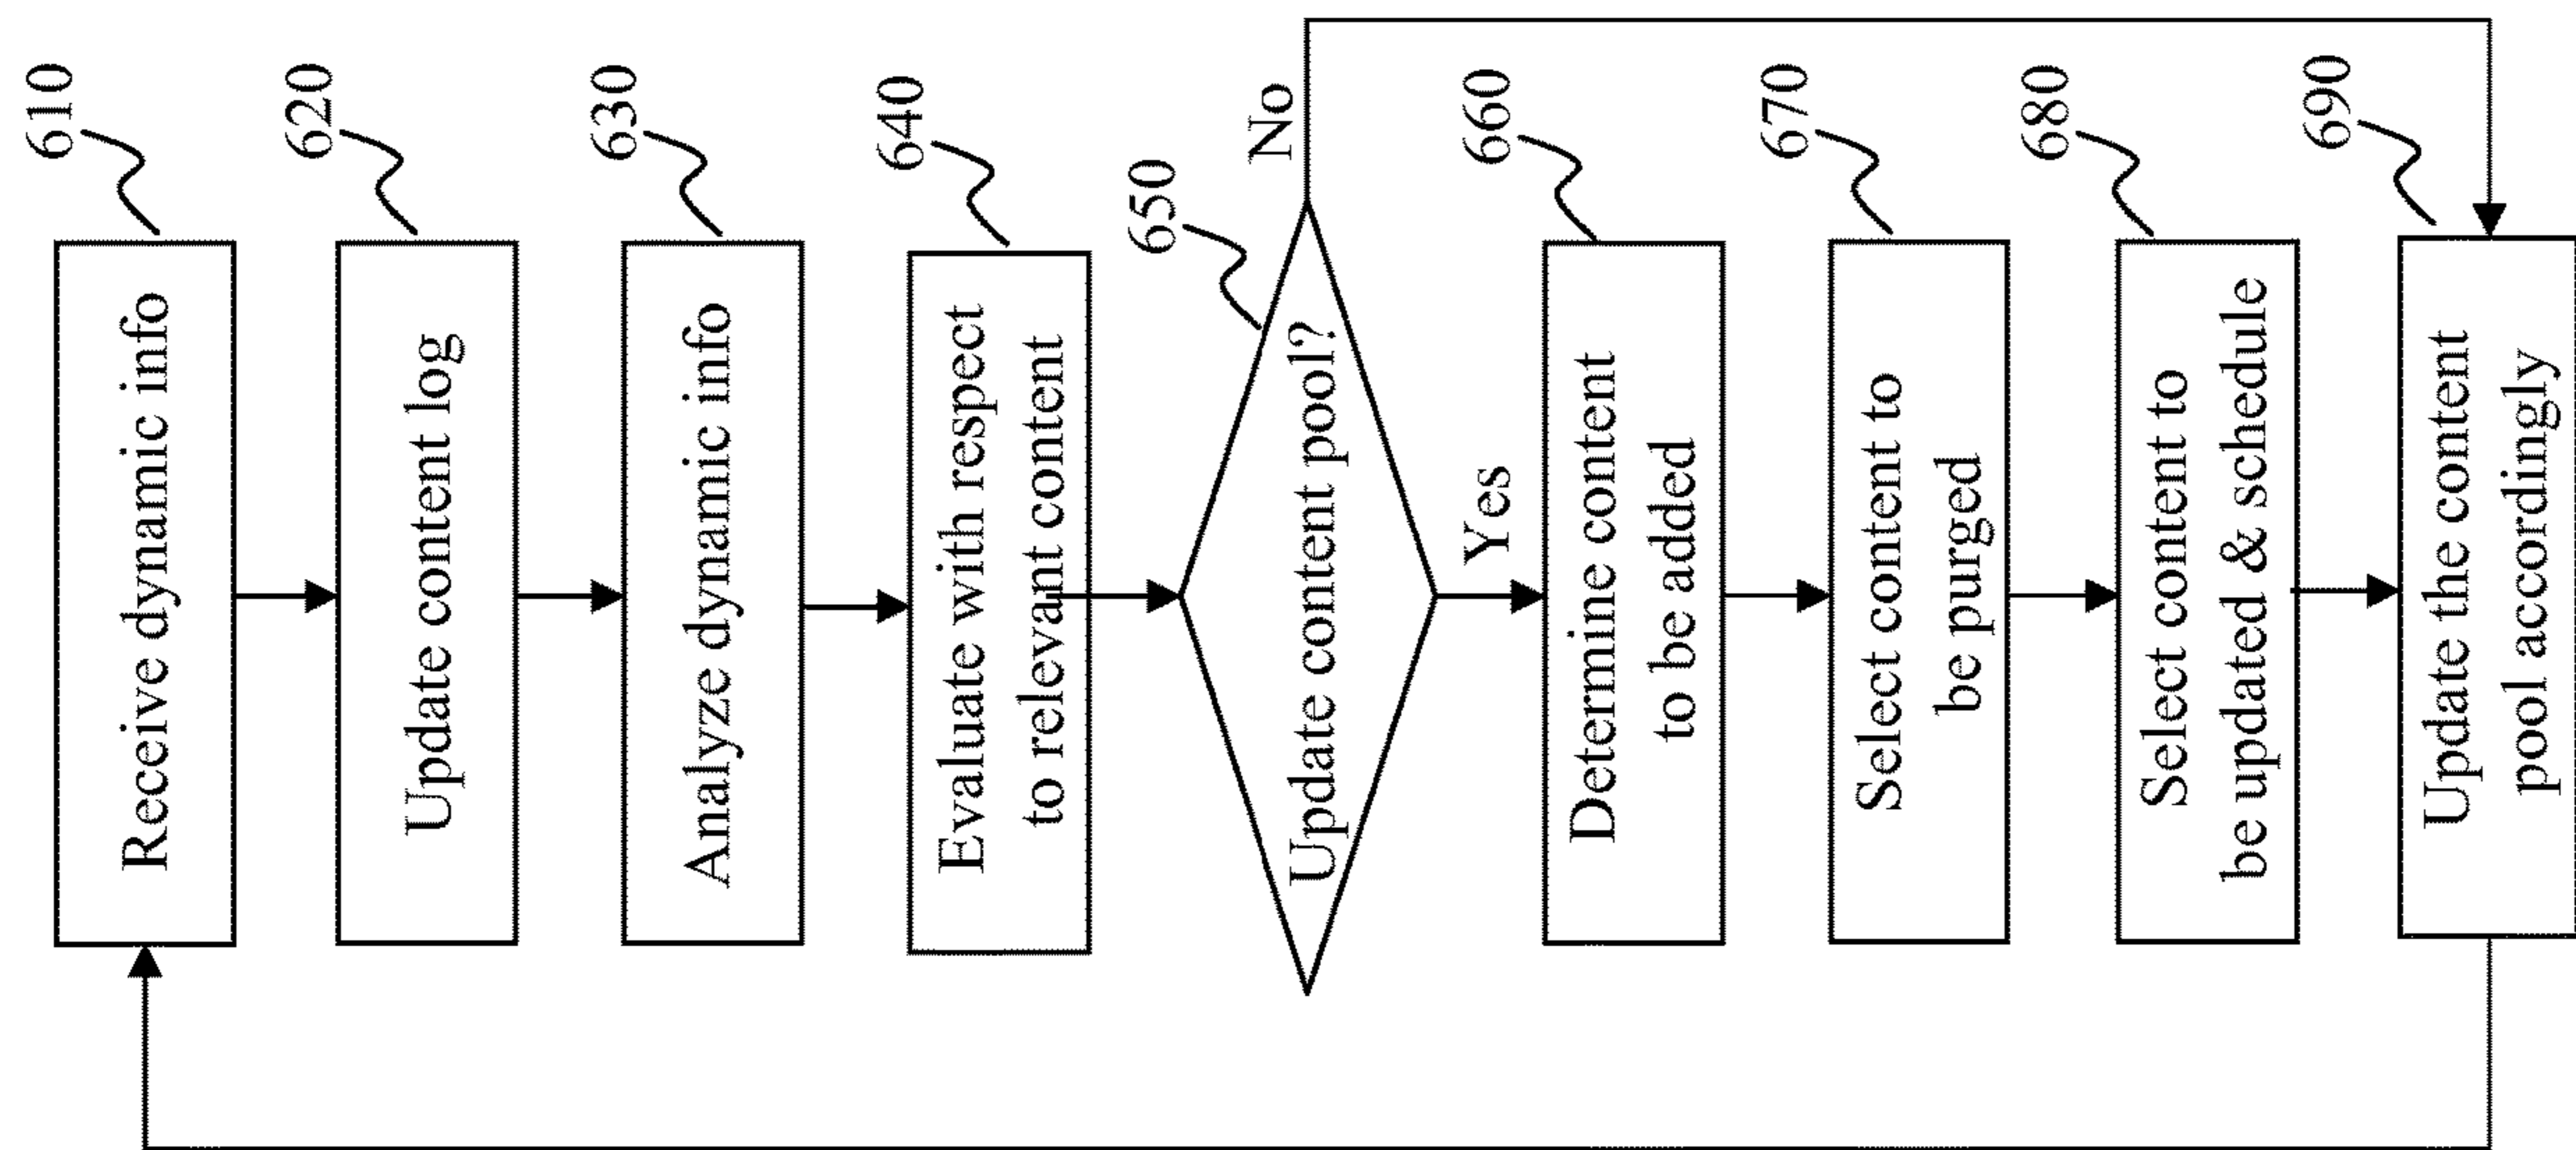 610
Receive dynamic info
620
Update content log
630
Analyze dynamic info
640
Evaluate with respect
to relevant content
650
Update content pool?
No
Yes
660
Determine content
to be added
670
Select content to
be purged
680
Select content to
be updated & schedule
690
Update the content
pool accordingly